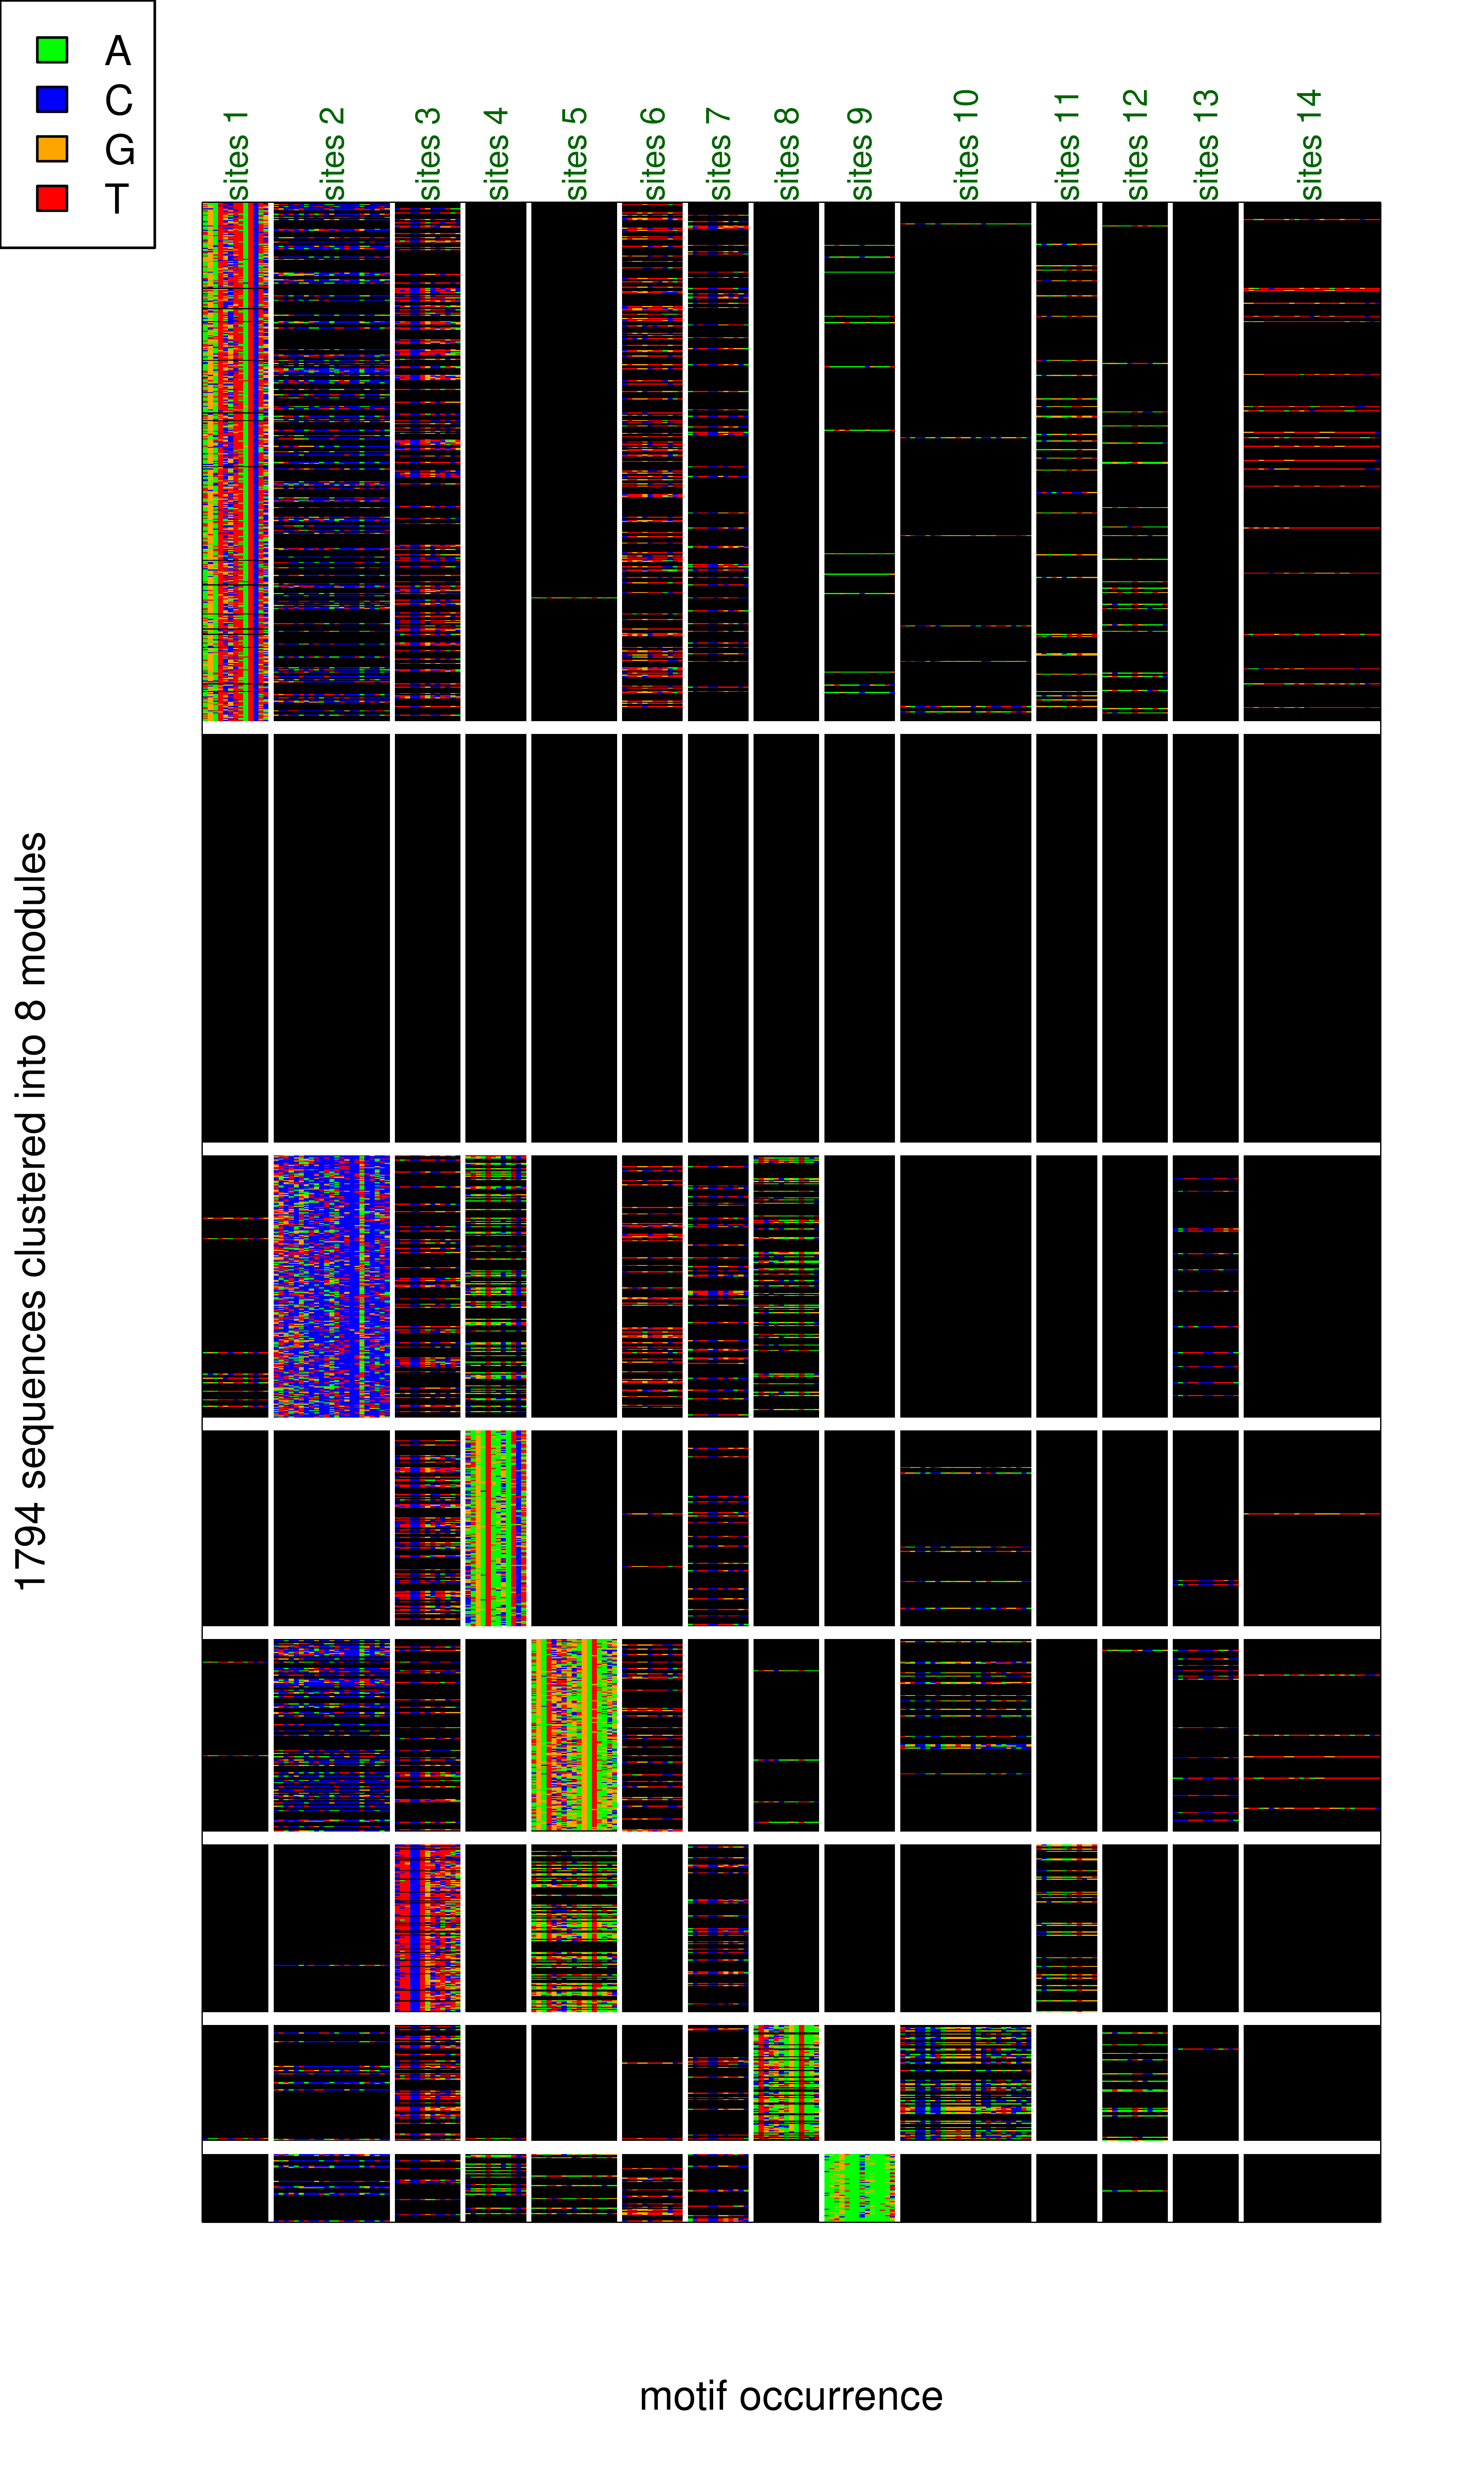 A
C
G
T
sites 1
sites 2
sites 3
sites 4
sites 5
sites 6
sites 7
sites 8
sites 9
sites 10
sites 11
sites 12
sites 13
sites 14
1794 sequences clustered into 8 modules
motif occurrence